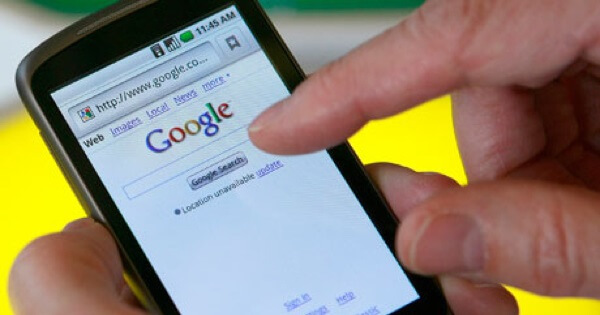 11:45 AM
http://www.google.co...
Web Images Local News more
Google
Google Search
Location unavailable update
Sign in
Help